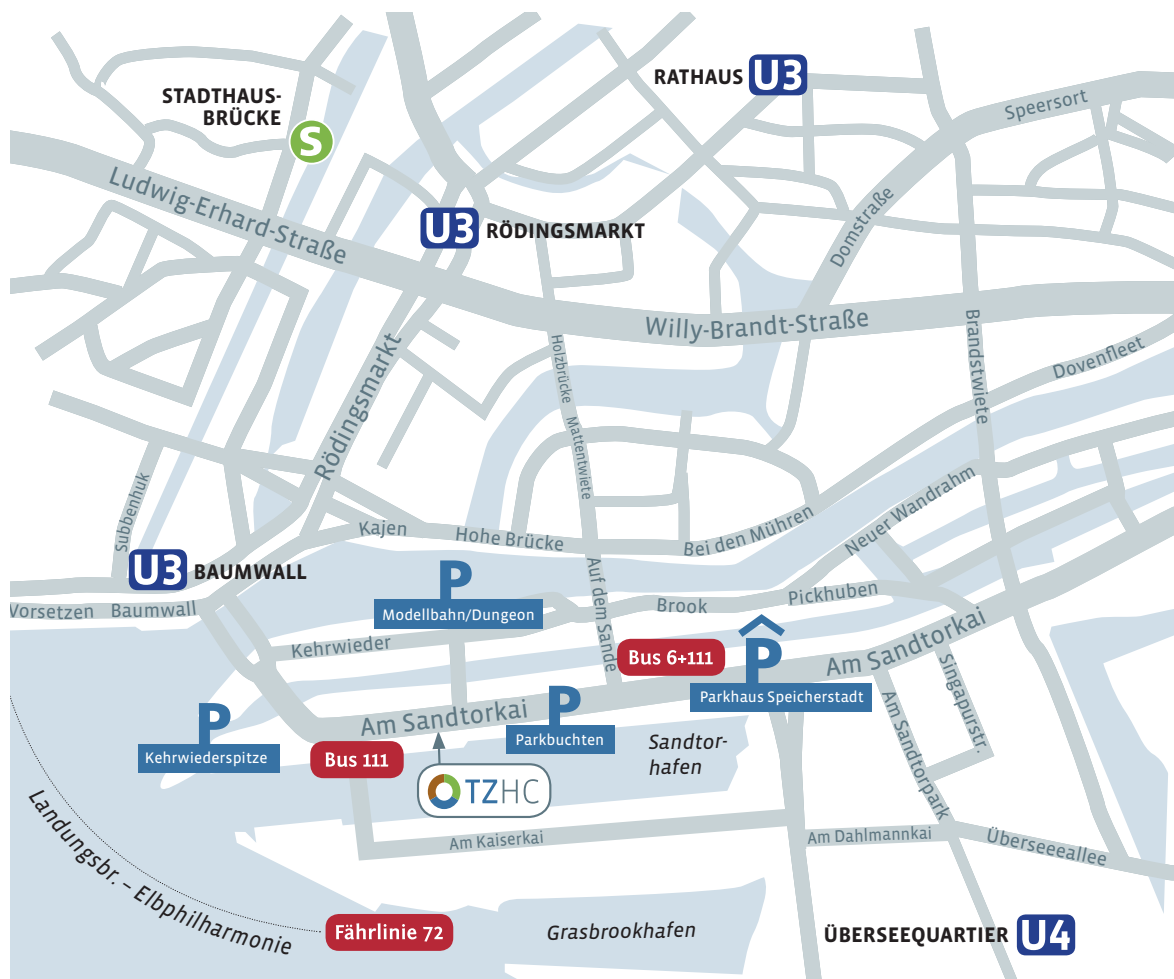 RATHAUS U3
STADTHAUS-
BRÜCKE
S
Speersort
Ludwig-Erhard-Straße
U3 RÖDINGSMARKT
Domstraße
Willy-Brandt-Straße
Brandstwiete
Dovenfleet
Holzbrücke
Rödingsmarkt
Mattentwiete
Subbenhuk
Kajen
Hohe Brücke
Bei den Mühren
Neuer Wandrahm
U3 BAUMWALL
P
Modellbahn/Dungeon
Auf dem Sande
Vorsetzen
Baumwall
Brook
Pickhuben
Kehrwieder
Bus 6+111
P
Parkhaus Speicherstadt
Am Sandtorkai
Singapurstr.
P
Kehrwiederspitze
Am Sandtorkai
P
Parkbuchten
Am Sandtorpark
Bus 111
Sandtor-
hafen
TZHC
Am Kaiserkai
Am Dahlmannkai
Überseeeallee
Landungsbr. – Elbphilharmonie
Fährlinie 72
Grasbrookhafen
ÜBERSEEQUARTIER U4